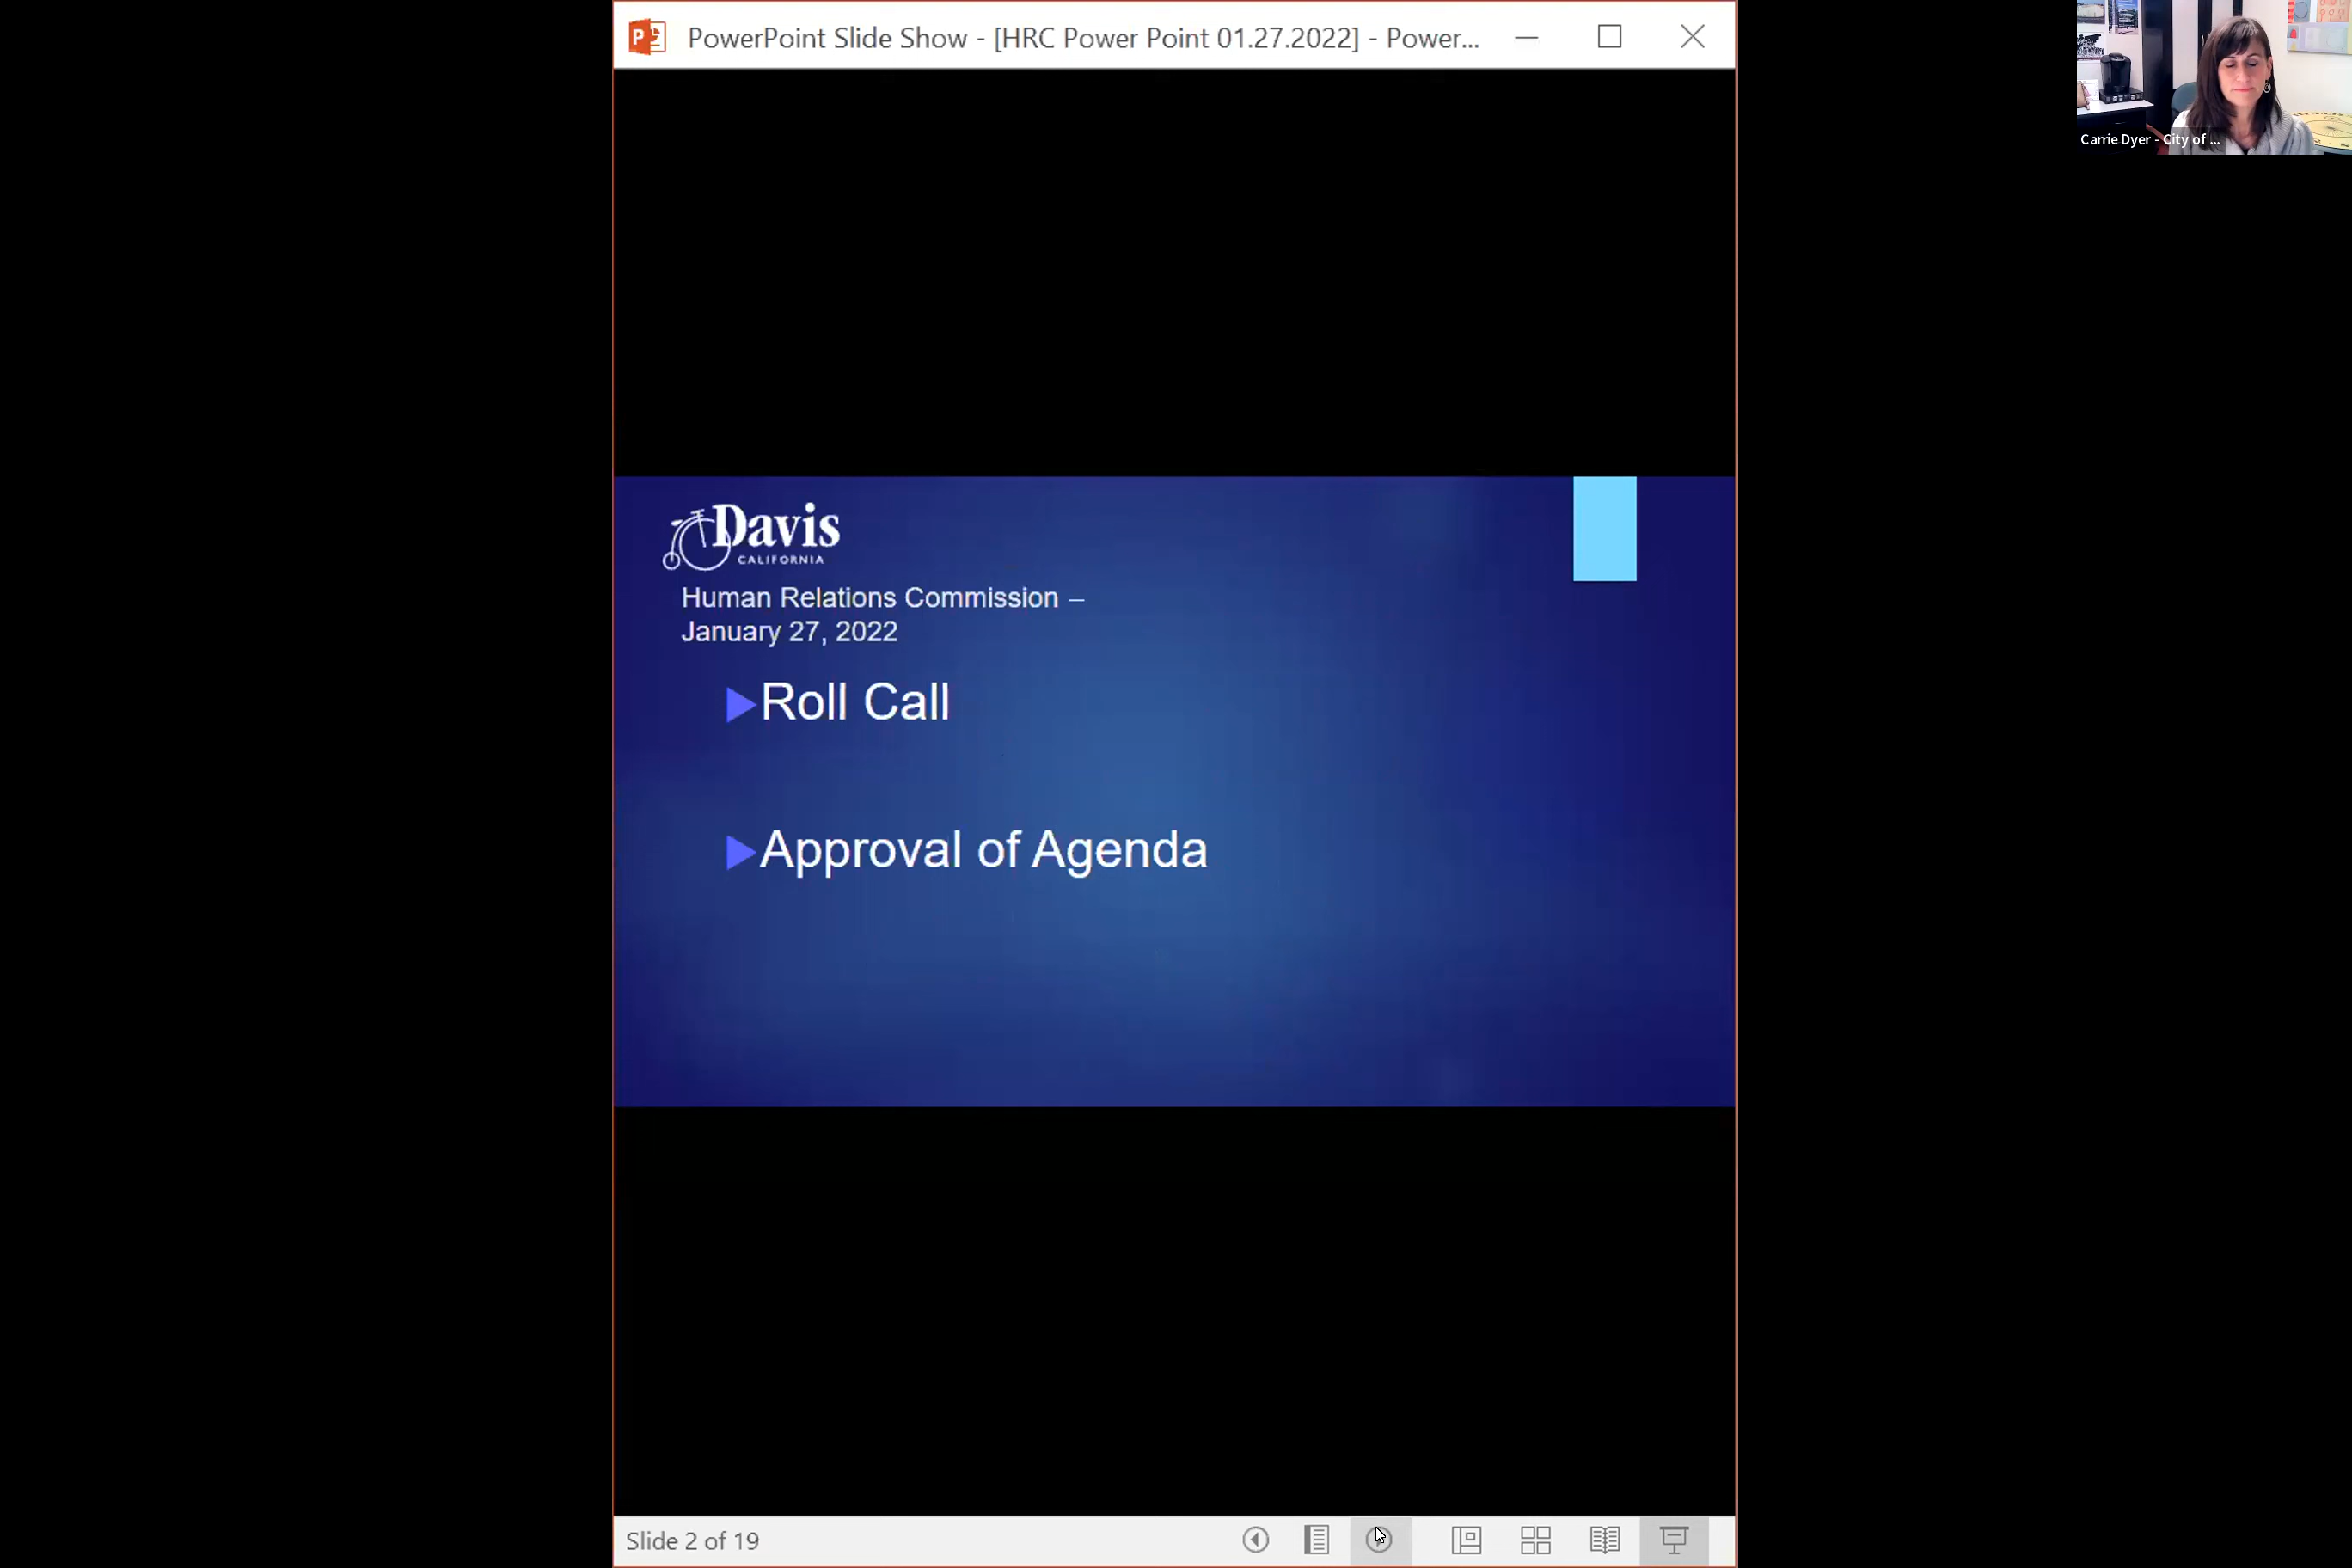 PowerPoint Slide Show - [HRC Power Point 01.27.2022] - Power...
Carrie Dyer - City of ...
Davis
CALIFORNIA
Human Relations Commission –
January 27, 2022
Roll Call
Approval of Agenda
Slide 2 of 19